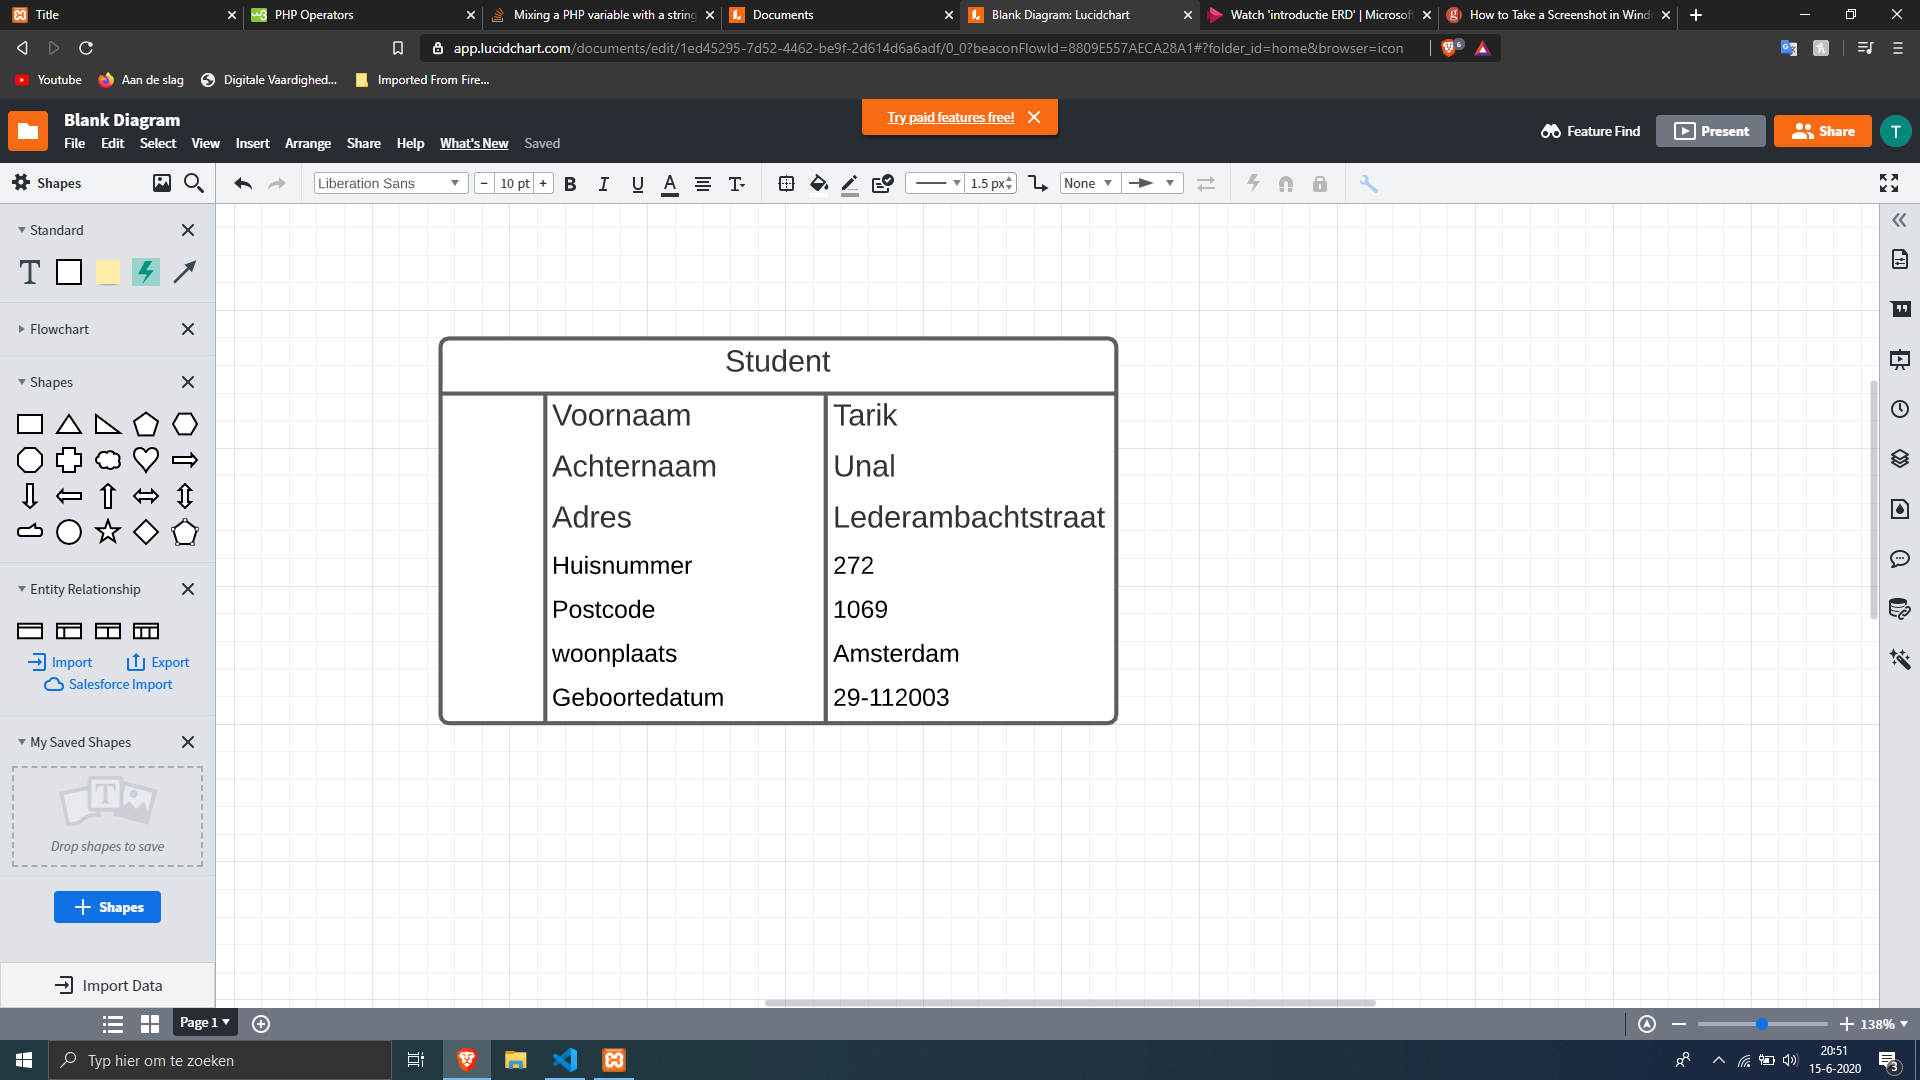 Title
PHP Operators
Mixing a PHP variable with a string
Documents
Blank Diagram: Lucidchart
Watch 'introductie ERD' | Microsof
How to Take a Screenshot in Wind
app.lucidchart.com/documents/edit/1ed45295-7d52-4462-be9f-2d614d6a6adf/0_0?beaconFlowId=8809E557AECA28A1#?folder_id=home&browser=icon
6
Youtube
Aan de slag
Digitale Vaardighed...
Imported From Fire...
Blank Diagram
Try paid features free!
File Edit Select View Insert Arrange Share Help What's New Saved
Feature Find
Present
Share
T
Shapes
Liberation Sans
10 pt
1.5 px
None
Standard
Flowchart
Shapes
Entity Relationship
Import
Export
Salesforce Import
My Saved Shapes
Drop shapes to save
+ Shapes
Import Data
Student
Voornaam Tarik
Achternaam Unal
Adres Lederambachtstraat
Huisnummer 272
Postcode 1069
woonplaats Amsterdam
Geboortedatum 29-112003
Page 1
138%
Typ hier om te zoeken
20:51
15-6-2020
3